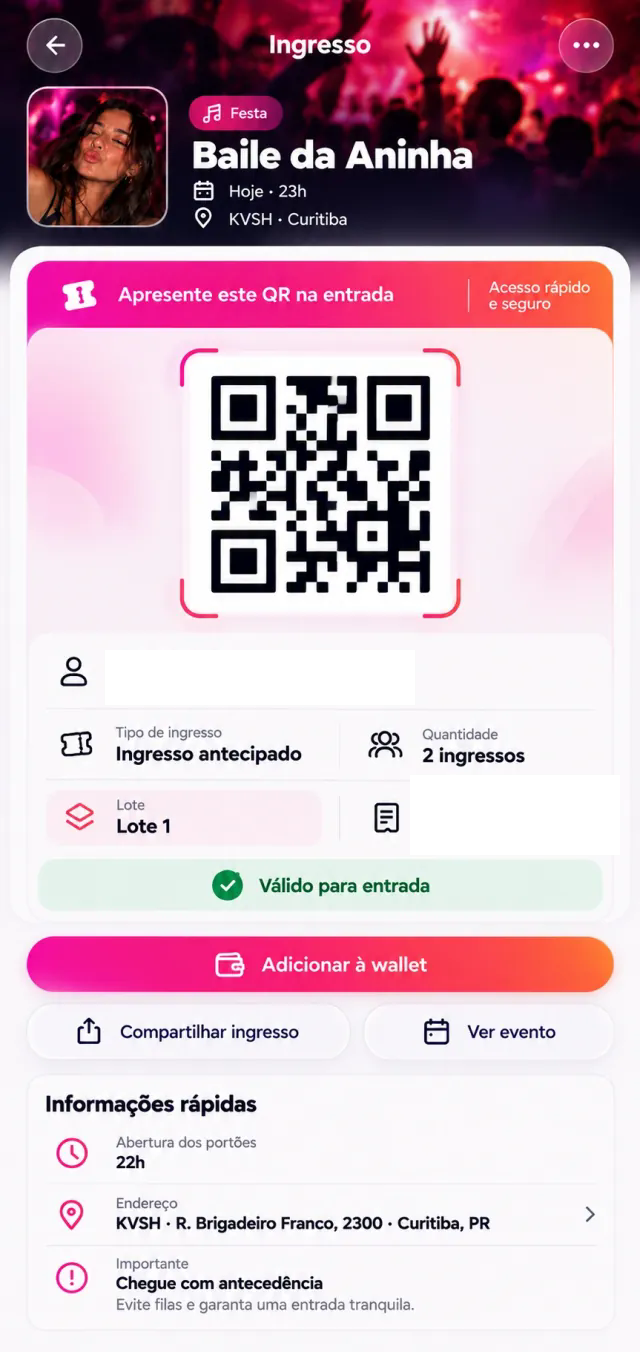 Ingresso
Festa
Baile da Aninha
Hoje · 23h
KVSH · Curitiba
Apresente este QR na entrada
Acesso rápido
e seguro
Tipo de ingresso
Ingresso antecipado
Quantidade
2 ingressos
Lote
Lote 1
Válido para entrada
Adicionar à wallet
Compartilhar ingresso
Ver evento
Informações rápidas
Abertura dos portões
22h
Endereço
KVSH · R. Brigadeiro Franco, 2300 · Curitiba, PR
Importante
Chegue com antecedência
Evite filas e garanta uma entrada tranquila.